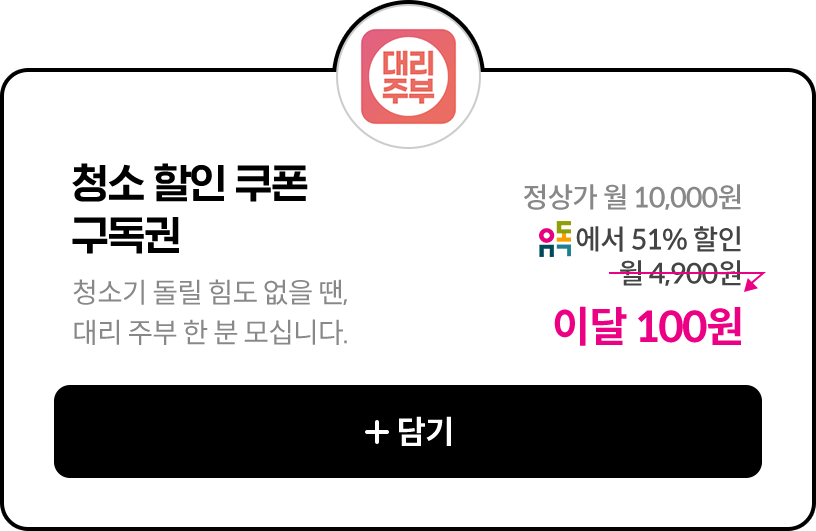 대리
주부
청소 할인 쿠폰
구독권
청소기 돌릴 힘도 없을 땐,
대리 주부 한 분 모십니다.
정상가 월 10,000원
유독에서 51% 할인
월 4,900원
이달 100원
+ 담기